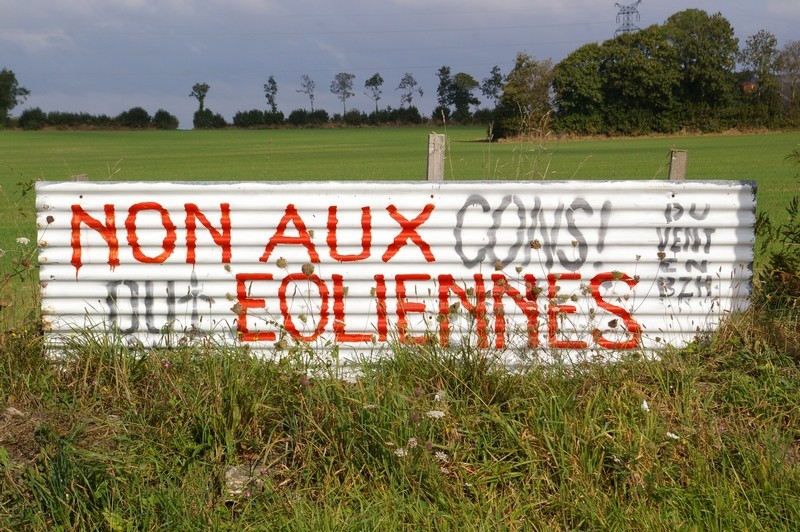 NON AUX CONS!
OUI EOLIENNES
DU
VENT
EN
BZH